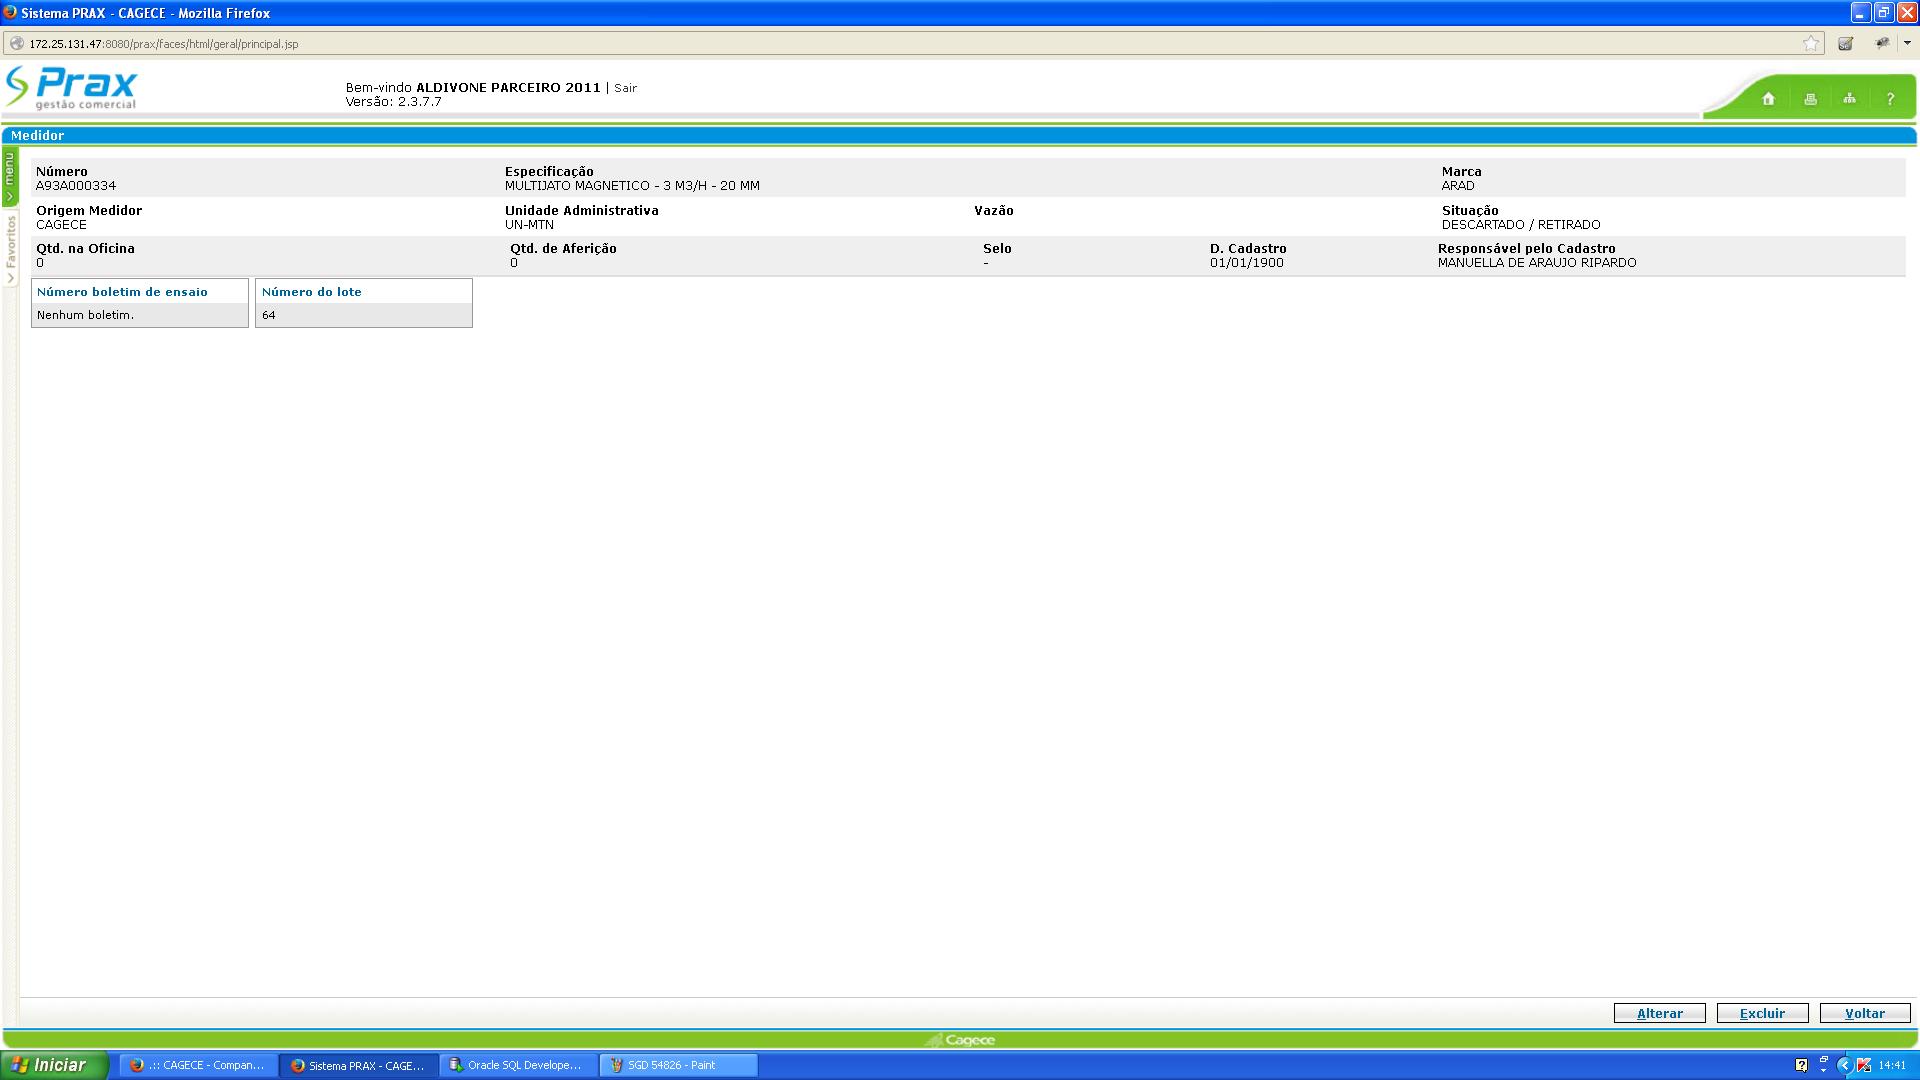 Sistema PRAX - CAGECE - Mozilla Firefox
172.25.131.47:8080/prax/faces/html/geral/principal.jsp
Prax
gestão comercial
Bem-vindo ALDIVONE PARCEIRO 2011 | Sair
Versão: 2.3.7.7
?
Medidor
menu
Favoritos
Número Especificação Marca
A93A000334 MULTIJATO MAGNETICO - 3 M3/H - 20 MM ARAD
Origem Medidor Unidade Administrativa Vazão Situação
CAGECE UN-MTN DESCARTADO / RETIRADO
Qtd. na Oficina Qtd. de Aferição Selo D. Cadastro Responsável pelo Cadastro
0 0 - 01/01/1900 MANUELLA DE ARAUJO RIPARDO
Número boletim de ensaio Número do lote
Nenhum boletim. 64
Alterar Excluir Voltar
Cagece
Iniciar .:: CAGECE - Compan... Sistema PRAX - CAGE... Oracle SQL Develope... SGD 54826 - Paint 14:41